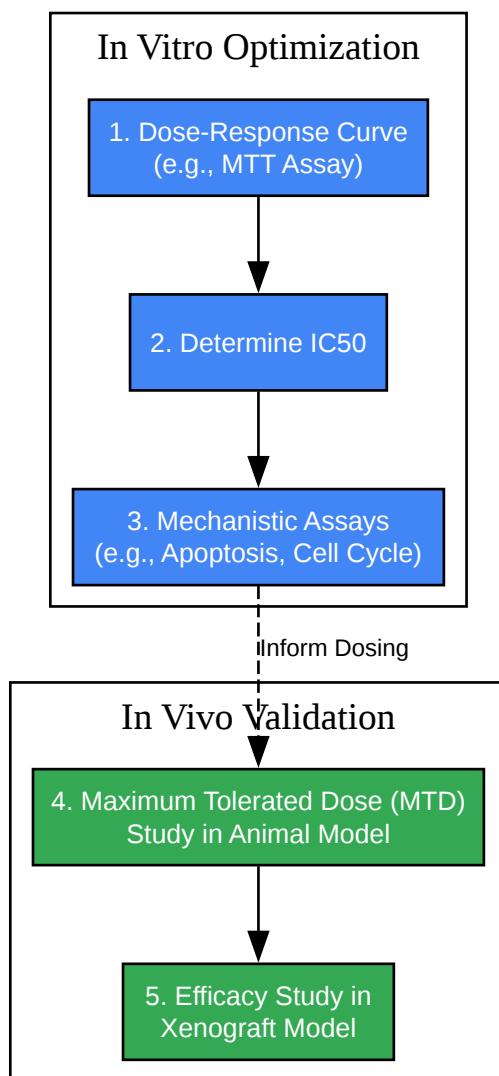 In Vitro Optimization
1. Dose-Response Curve
(e.g., MTT Assay)
2. Determine IC50
3. Mechanistic Assays
(e.g., Apoptosis, Cell Cycle)
Inform Dosing
In Vivo Validation
4. Maximum Tolerated Dose (MTD)
Study in Animal Model
5. Efficacy Study in
Xenograft Model